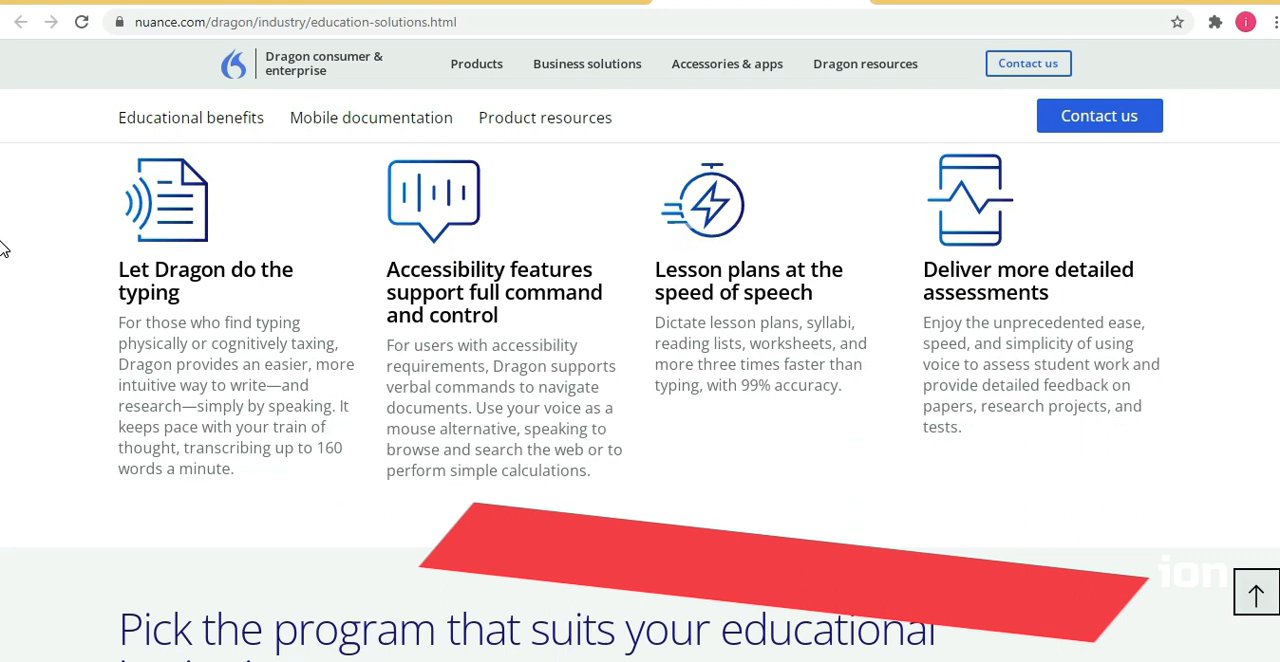 nuance.com/dragon/industry/education-solutions.html
i
Dragon consumer &
enterprise
Products
Business solutions
Accessories & apps
Dragon resources
Contact us
Educational benefits
Mobile documentation
Product resources
Contact us
Let Dragon do the
typing
For those who find typing
physically or cognitively taxing,
Dragon provides an easier, more
intuitive way to write—and
research—simply by speaking. It
keeps pace with your train of
thought, transcribing up to 160
words a minute.
Accessibility features
support full command
and control
For users with accessibility
requirements, Dragon supports
verbal commands to navigate
documents. Use your voice as a
mouse alternative, speaking to
browse and search the web or to
perform simple calculations.
Lesson plans at the
speed of speech
Dictate lesson plans, syllabi,
reading lists, worksheets, and
more three times faster than
typing, with 99% accuracy.
Deliver more detailed
assessments
Enjoy the unprecedented ease,
speed, and simplicity of using
voice to assess student work and
provide detailed feedback on
papers, research projects, and
tests.
ion
Pick the program that suits your educational